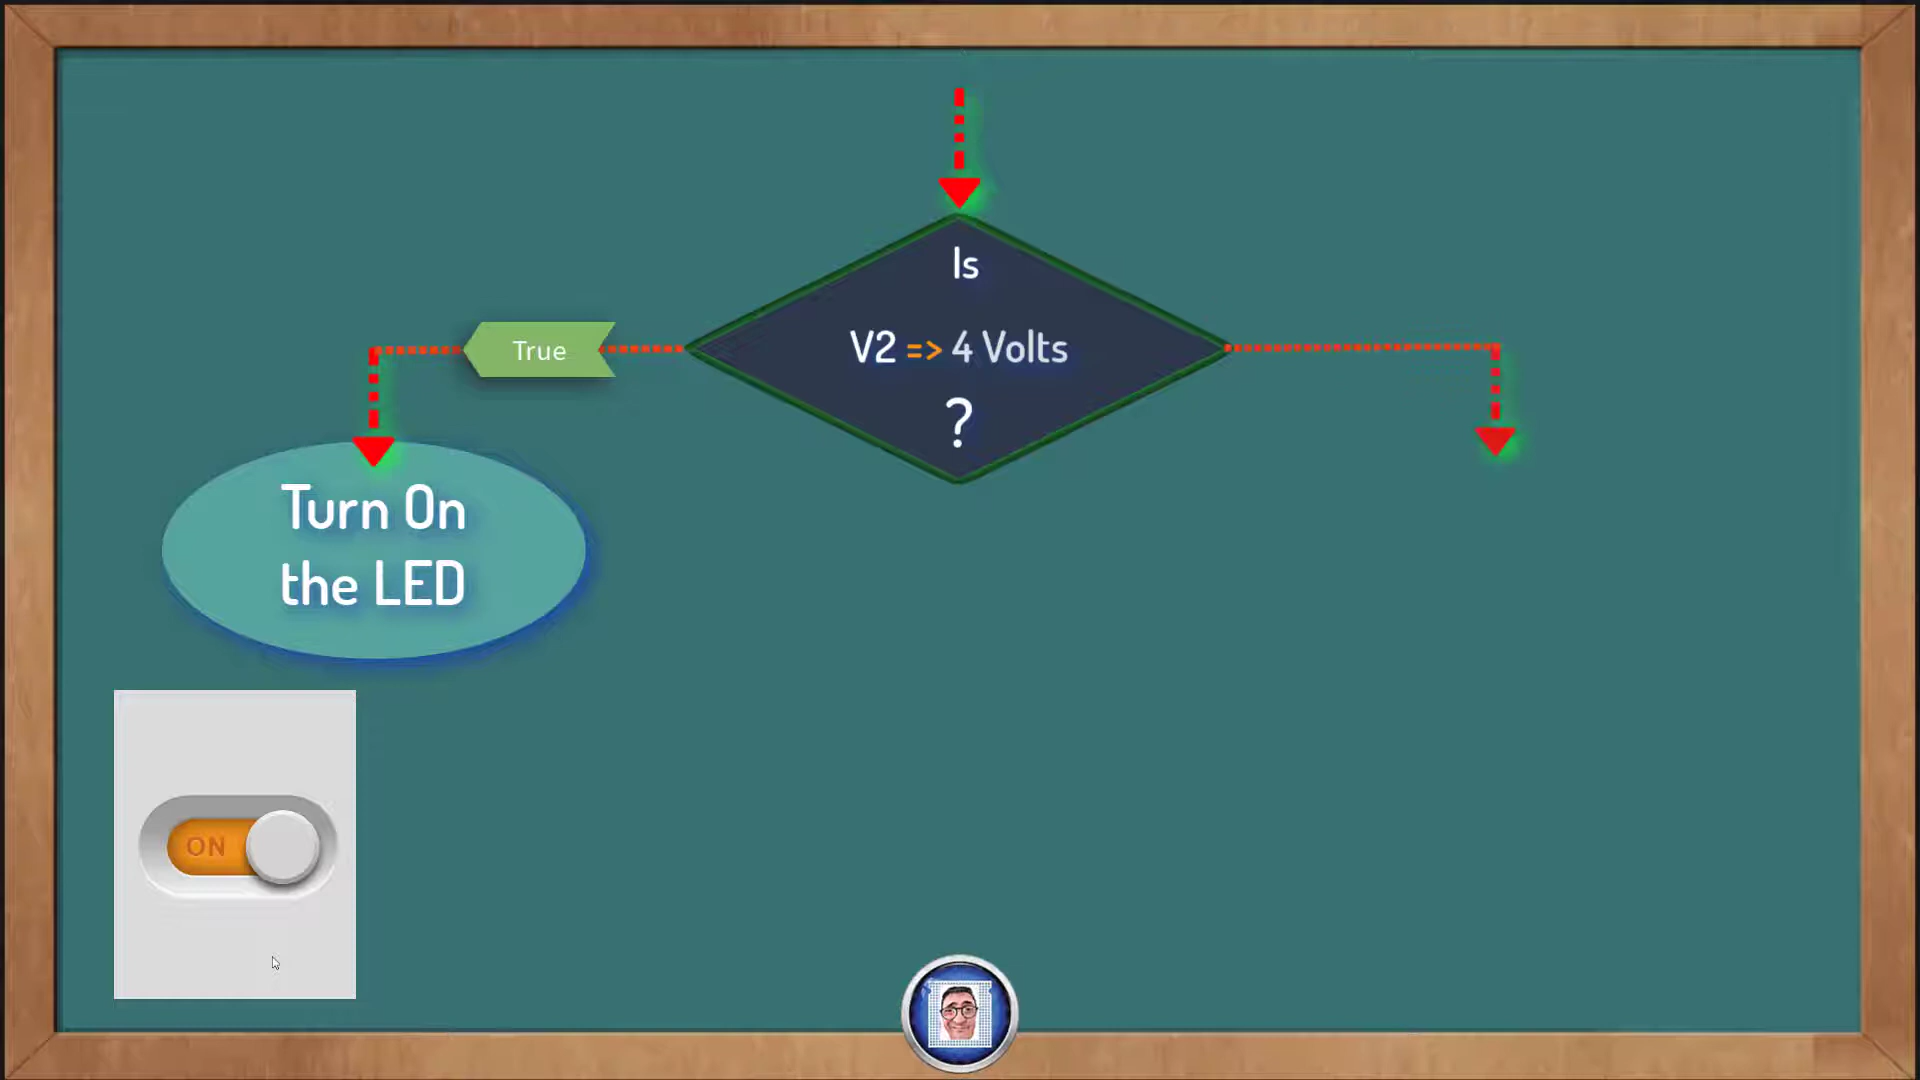 Is
V2 => 4 Volts
?
True
Turn On
the LED
ON